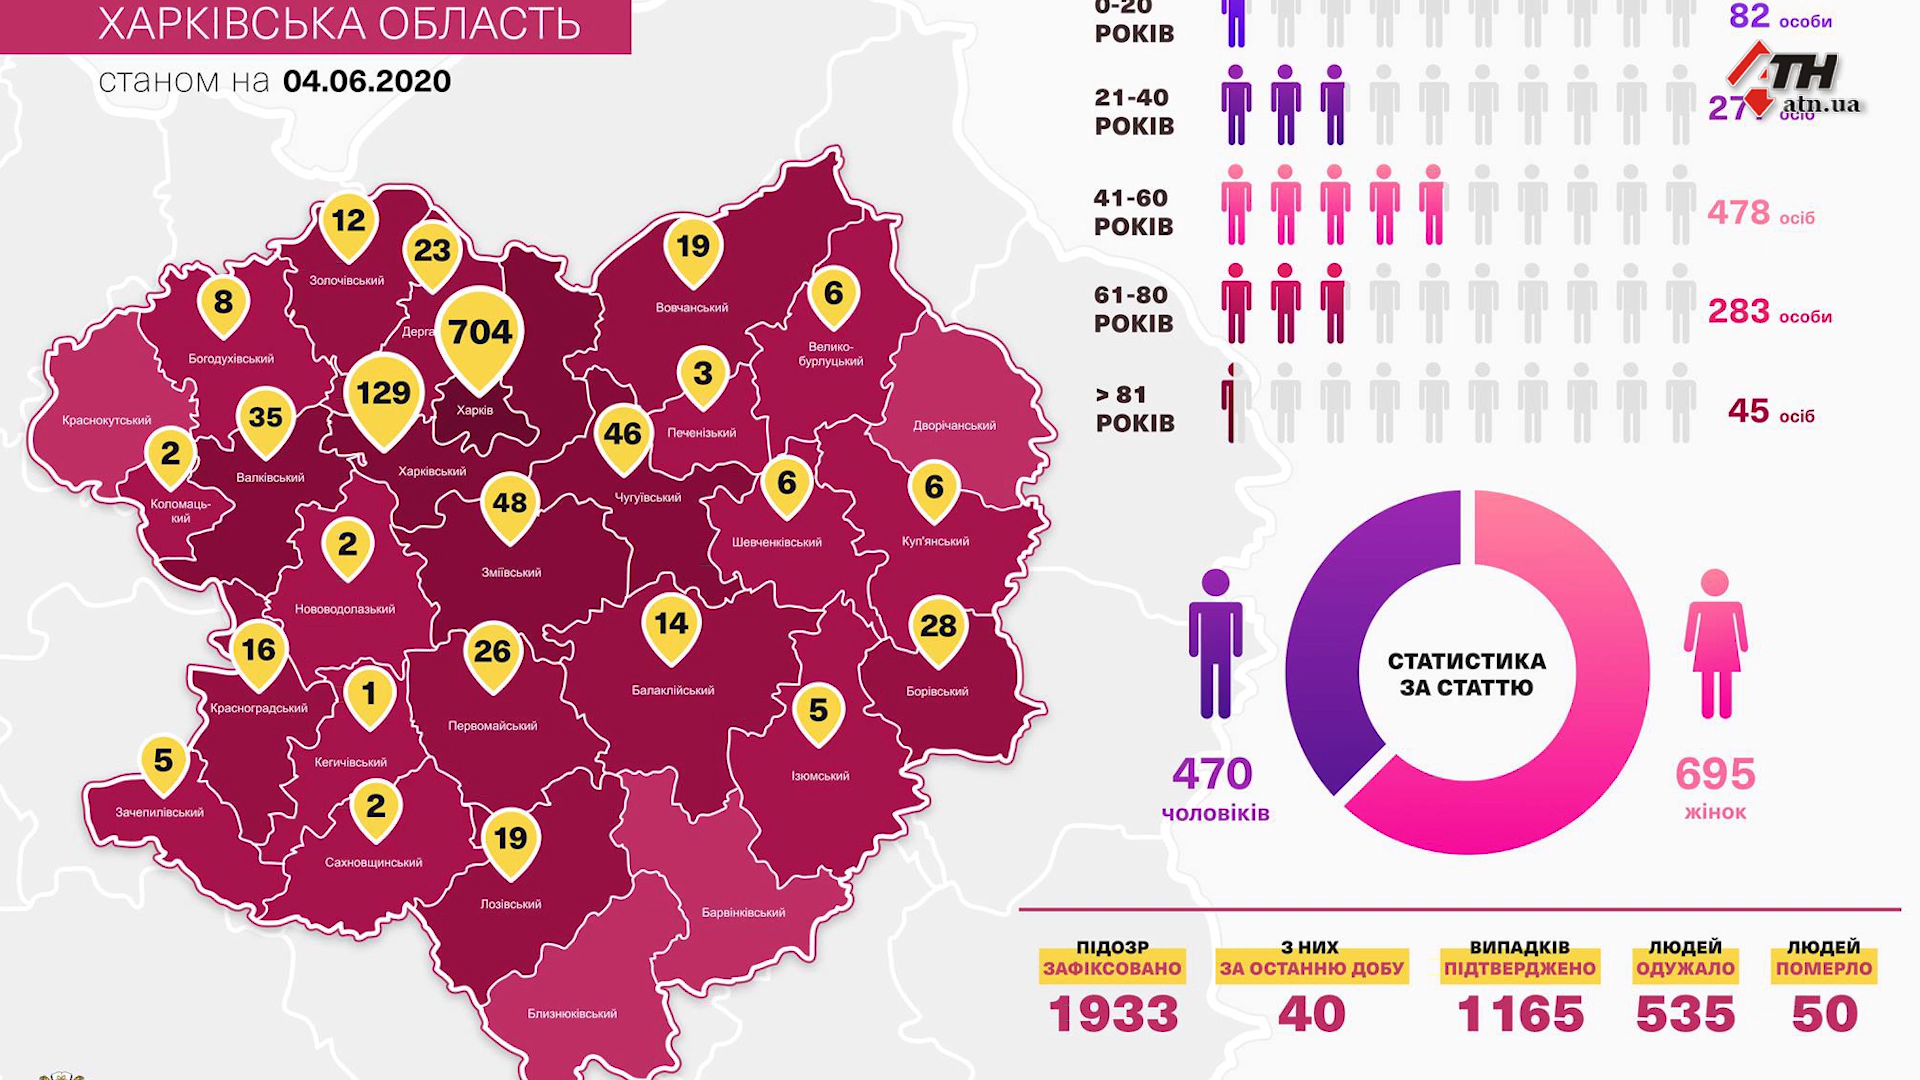 ХАРКІВСЬКА ОБЛАСТЬ
станом на 04.06.2020
12
Золочівський
23
8
Богодухівський
704
Харків
19
Вовчанський
6
Велико-
бурлуцький
3
Печенізький
129
Харківський
35
Валківський
Краснокутський
2
Коломаць-
кий
46
Чугуївський
48
Зміївський
Дворічанський
6
Шевченківський
6
Куп'янський
2
Нововодолазький
16
Красноградський
1
Кегичівський
26
Первомайський
14
Балаклійський
28
Борівський
5
Ізюмський
5
Зачепилівський
2
Сахновщинський
19
Лозівський
Барвінківський
Близнюківський
0-20
РОКІВ
82 особи
21-40
РОКІВ
осіб
41-60
РОКІВ
478 осіб
61-80
РОКІВ
283 особи
> 81
РОКІВ
45 осіб
АТН
atn.ua
СТАТИСТИКА
ЗА СТАТТЮ
470
чоловіків
695
жінок
ПІДОЗР
ЗАФІКСОВАНО
1933
З НИХ
ЗА ОСТАННЮ ДОБУ
40
ВИПАДКІВ
ПІДТВЕРДЖЕНО
1165
ЛЮДЕЙ
ОДУЖАЛО
535
ЛЮДЕЙ
ПОМЕРЛО
50